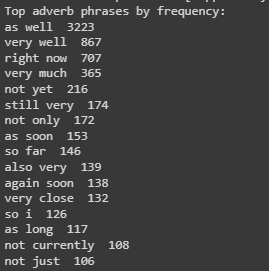 Top adverb phrases by frequency:
as well  3223
very well  867
right now  707
very much  365
not yet  216
still very  174
not only  172
as soon  153
so far  146
also very  139
again soon  138
very close  132
so i  126
as long  117
not currently  108
not just  106